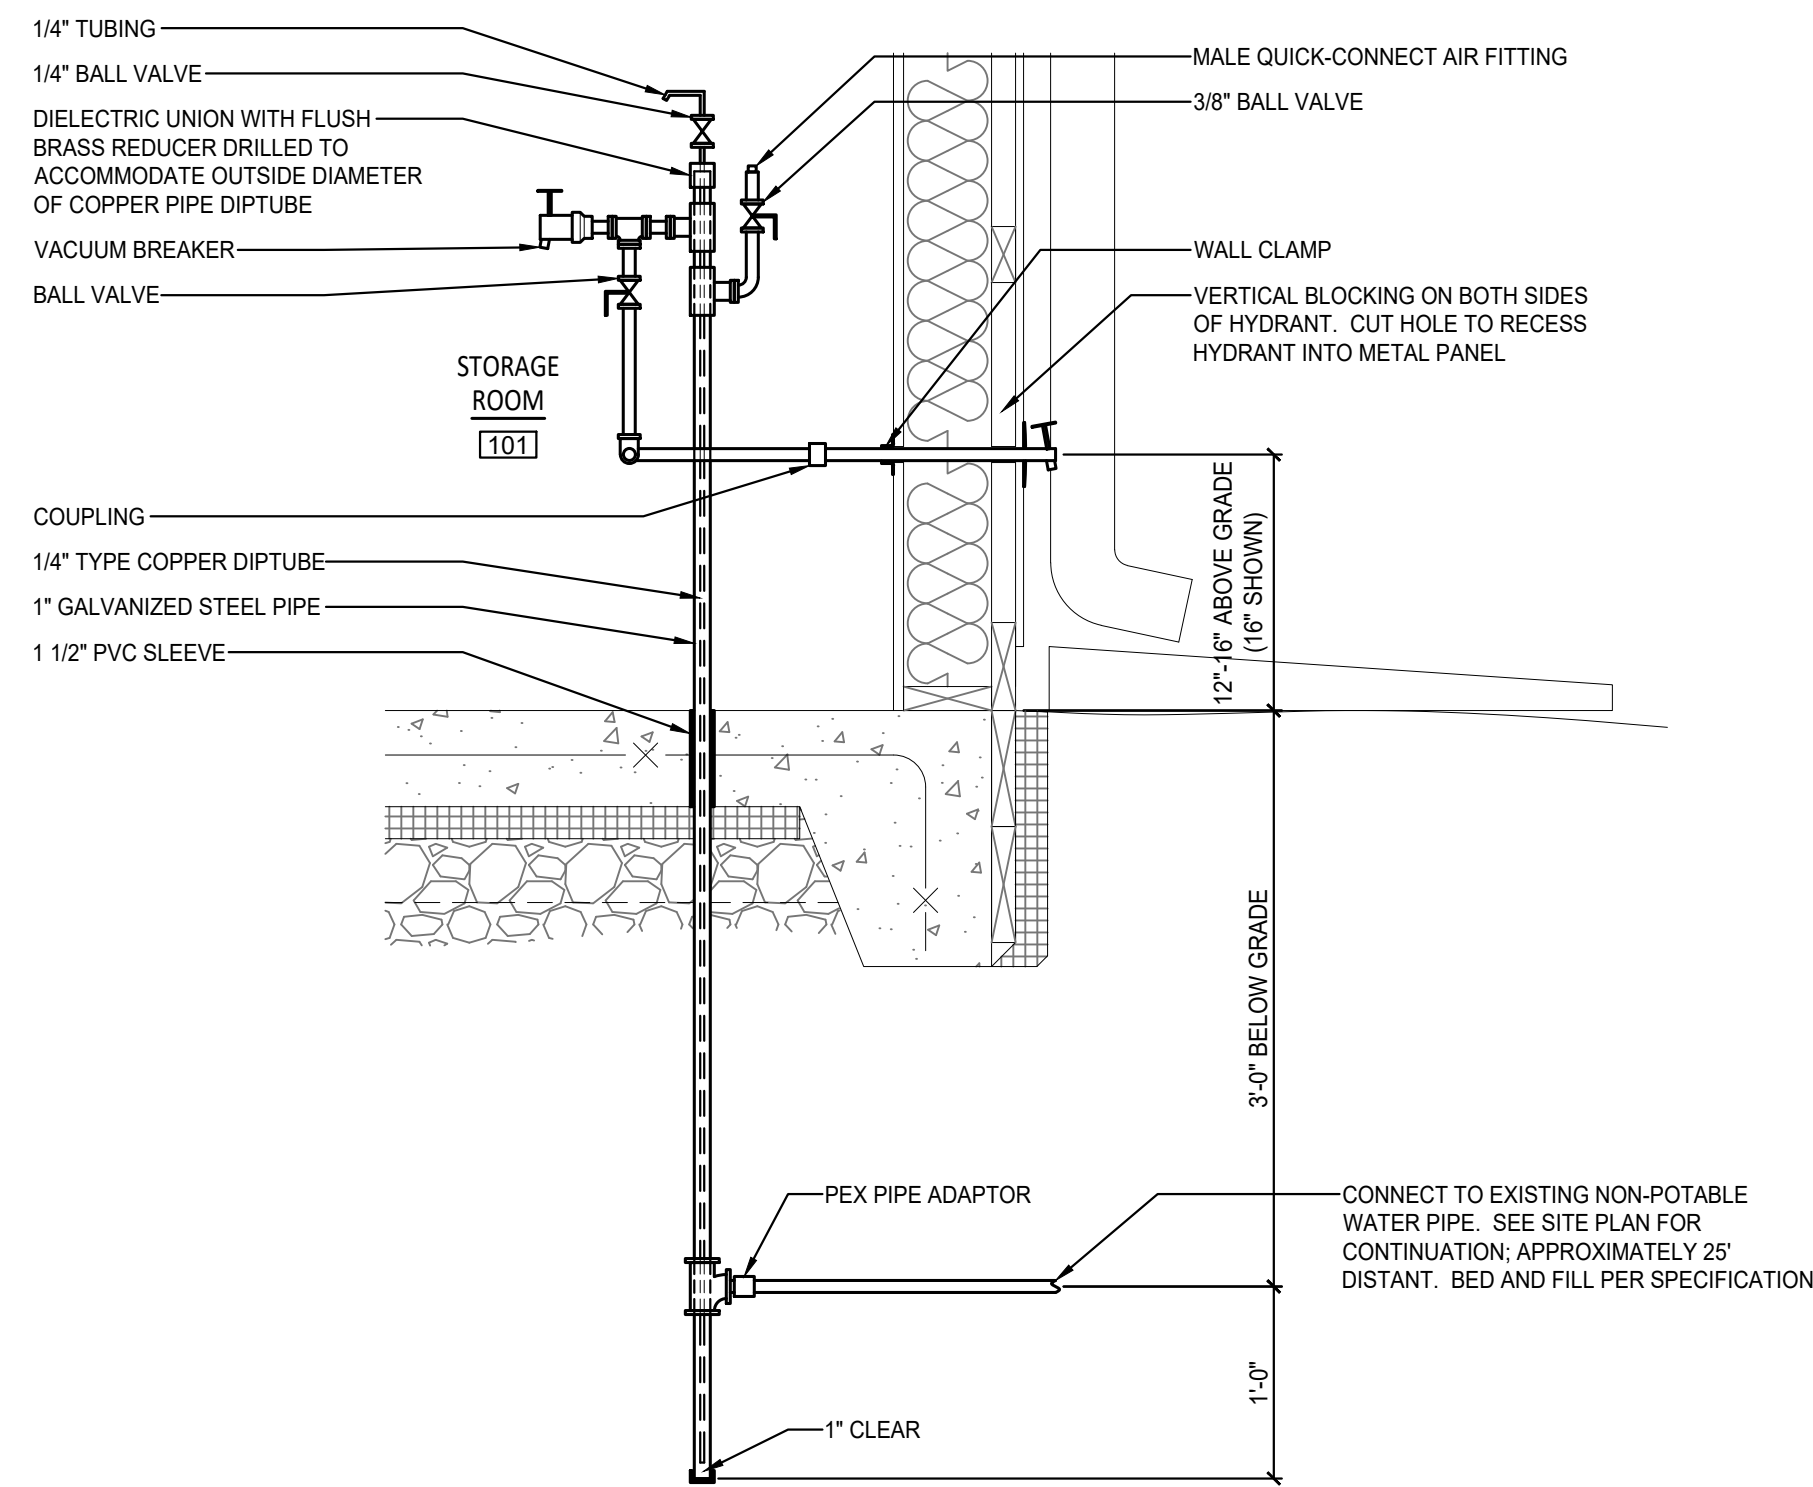 1/4" TUBING
1/4" BALL VALVE
DIELECTRIC UNION WITH FLUSH
BRASS REDUCER DRILLED TO
ACCOMMODATE OUTSIDE DIAMETER
OF COPPER PIPE DIPTUBE
VACUUM BREAKER
BALL VALVE
STORAGE
ROOM
101
COUPLING
1/4" TYPE COPPER DIPTUBE
1" GALVANIZED STEEL PIPE
1 1/2" PVC SLEEVE
MALE QUICK-CONNECT AIR FITTING
3/8" BALL VALVE
WALL CLAMP
VERTICAL BLOCKING ON BOTH SIDES
OF HYDRANT. CUT HOLE TO RECESS
HYDRANT INTO METAL PANEL
12"-16" ABOVE GRADE
(16" SHOWN)
3'-0" BELOW GRADE
PEX PIPE ADAPTOR
CONNECT TO EXISTING NON-POTABLE
WATER PIPE. SEE SITE PLAN FOR
CONTINUATION; APPROXIMATELY 25'
DISTANT. BED AND FILL PER SPECIFICATION
1'-0"
1" CLEAR